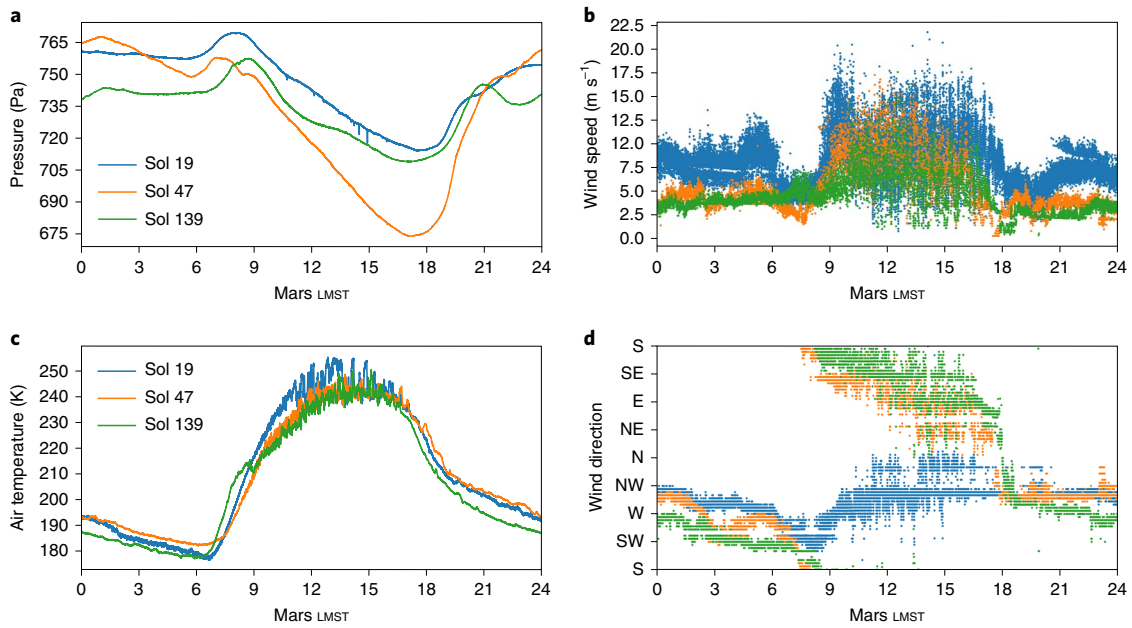 a
765
750
735
720
705
690
675
Pressure (Pa)
Sol 19
Sol 47
Sol 139
0 3 6 9 12 15 18 21 24
Mars LMST
b
22.5
20.0
17.5
15.0
12.5
10.0
7.5
5.0
2.5
0.0
Wind speed (m s⁻¹)
0 3 6 9 12 15 18 21 24
Mars LMST
c
250
240
230
220
210
200
190
180
Air temperature (K)
Sol 19
Sol 47
Sol 139
0 3 6 9 12 15 18 21 24
Mars LMST
d
S
SE
E
NE
N
NW
W
SW
S
Wind direction
0 3 6 9 12 15 18 21 24
Mars LMST